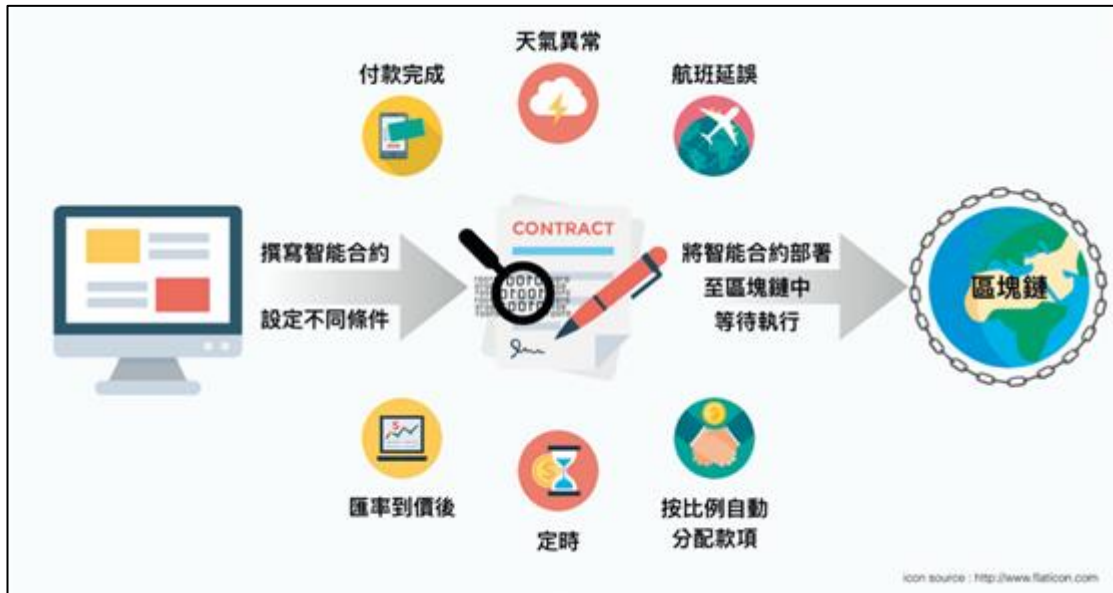 天氣異常
付款完成
航班延誤
撰寫智能合約
設定不同條件
CONTRACT
將智能合約部署
至區塊鏈中
等待執行
區塊鏈
匯率到價後
定時
按比例自動
分配款項
icon source : http://www.flaticon.com